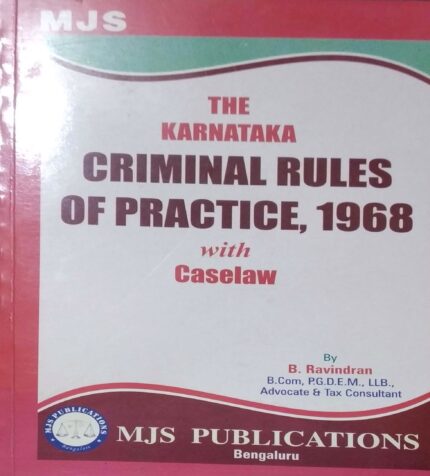 MJS
THE
KARNATAKA
CRIMINAL RULES
OF PRACTICE, 1968
with
Caselaw
By
B. Ravindran
B.Com, P.G.D.E.M., LLB.,
Advocate & Tax Consultant
MJS PUBLICATIONS
Bengaluru
MJS PUBLICATIONS
Bengaluru